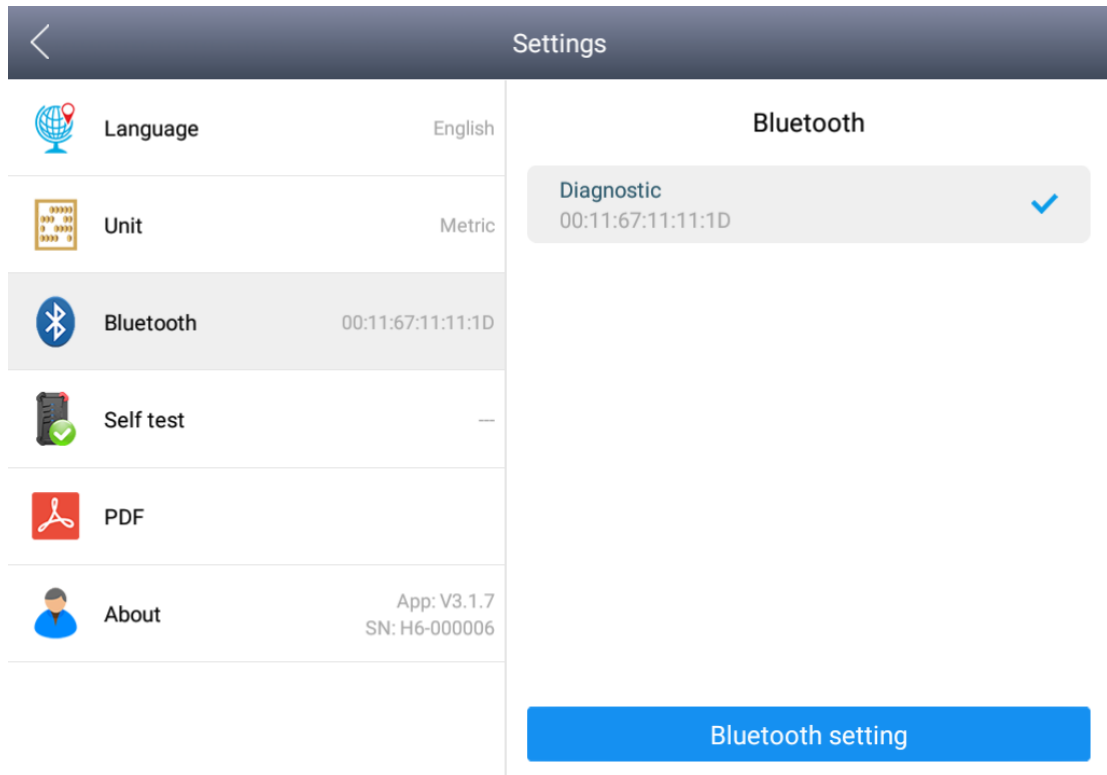 Settings
Language
English
Unit
Metric
Bluetooth
00:11:67:11:11:1D
Self test
---
PDF
About
App: V3.1.7
SN: H6-000006
Bluetooth
Diagnostic
00:11:67:11:11:1D
Bluetooth setting